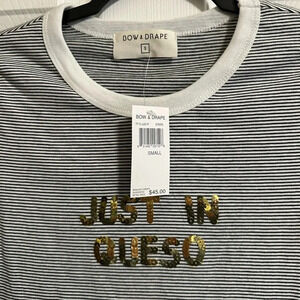 BOW & DRAPE
S
BOW & DRAPE
SMALL
$45.00
JUST IN
QUESO